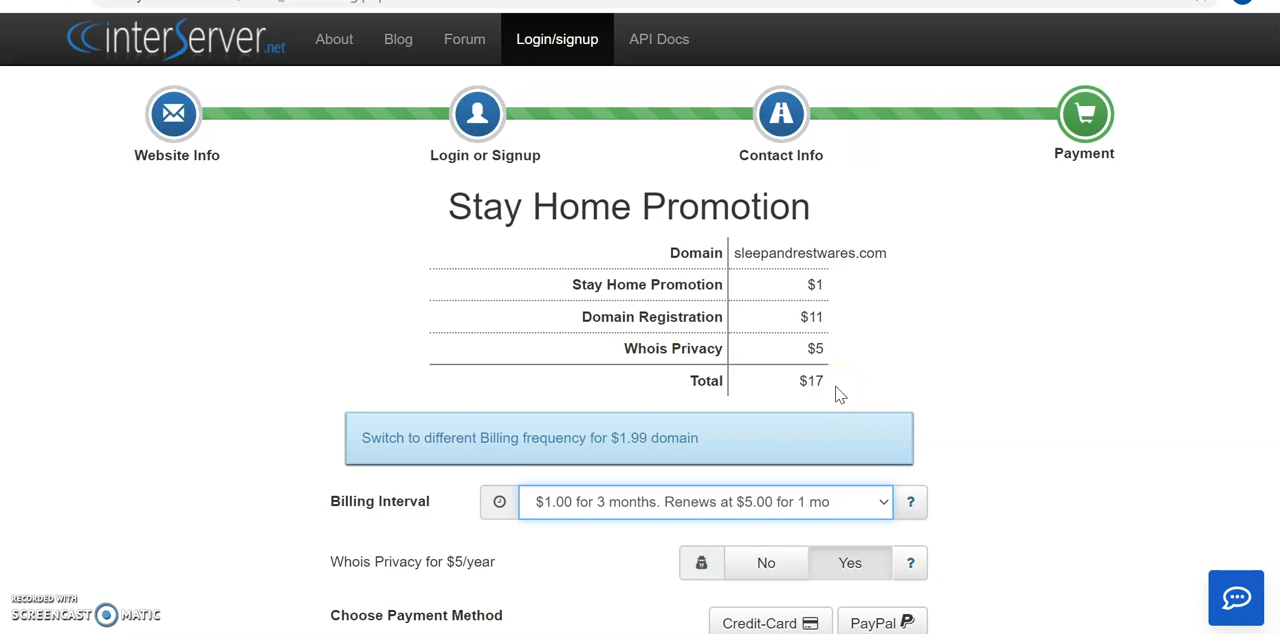 interServer.net About Blog Forum Login/signup API Docs
Website Info Login or Signup Contact Info Payment
Stay Home Promotion
Domain sleepandrestwares.com
Stay Home Promotion $1
Domain Registration $11
Whois Privacy $5
Total $17
Switch to different Billing frequency for $1.99 domain
Billing Interval $1.00 for 3 months. Renews at $5.00 for 1 mo ?
Whois Privacy for $5/year No Yes ?
Choose Payment Method Credit-Card PayPal
RECORDED WITH
SCREENCAST MATIC